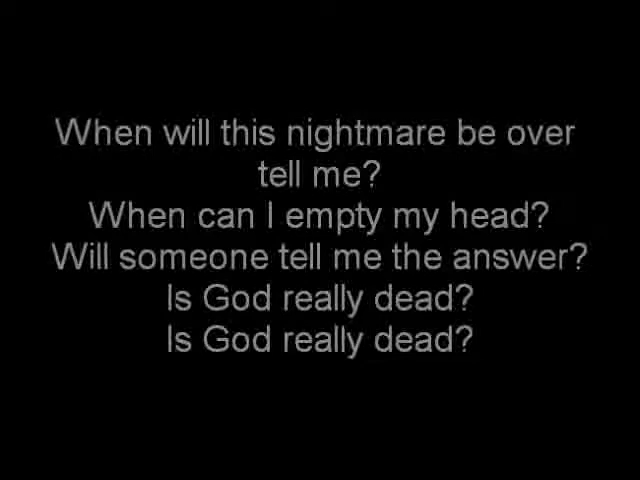 When will this nightmare be over
tell me?
When can I empty my head?
Will someone tell me the answer?
Is God really dead?
Is God really dead?